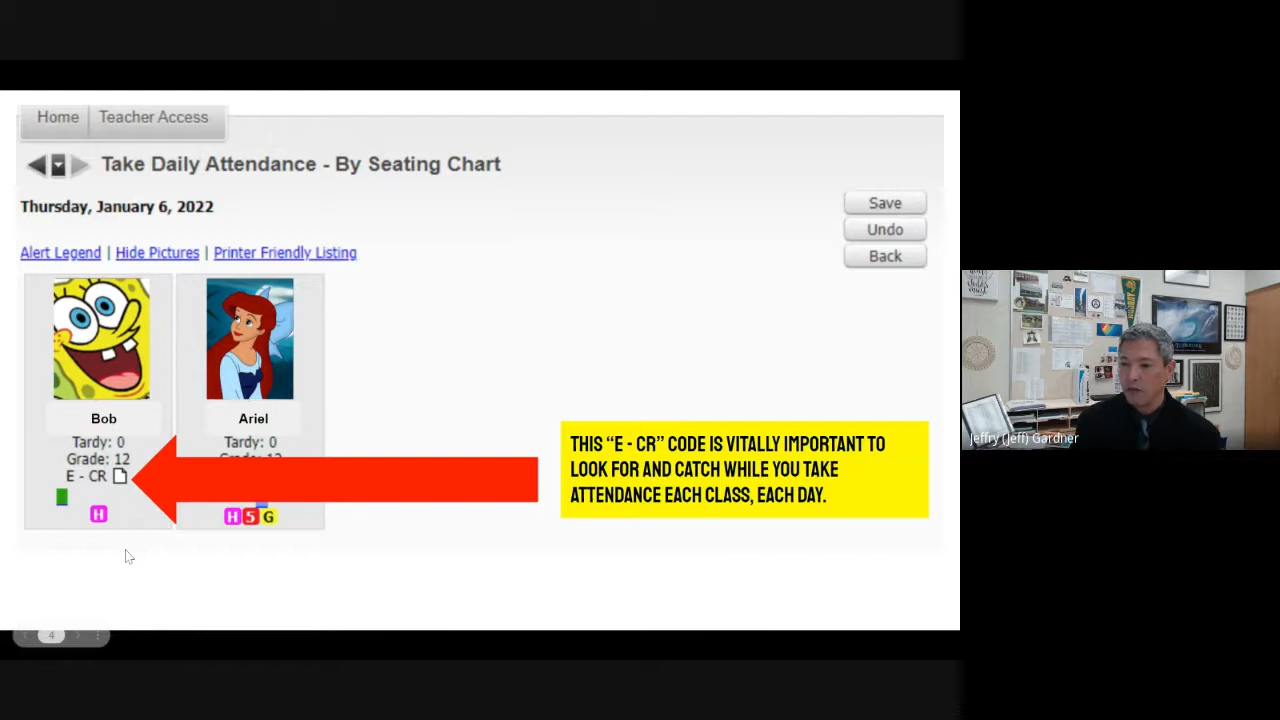 Home
Teacher Access
Take Daily Attendance - By Seating Chart
Thursday, January 6, 2022
Save
Undo
Back
Alert Legend | Hide Pictures | Printer Friendly Listing
Bob
Tardy: 0
Grade: 12
E - CR
H
Ariel
Tardy: 0
H 5 G
THIS “E - CR” CODE IS VITALLY IMPORTANT TO
LOOK FOR AND CATCH WHILE YOU TAKE
ATTENDANCE EACH CLASS, EACH DAY.
Jeffry (Jeff) Gardner
4